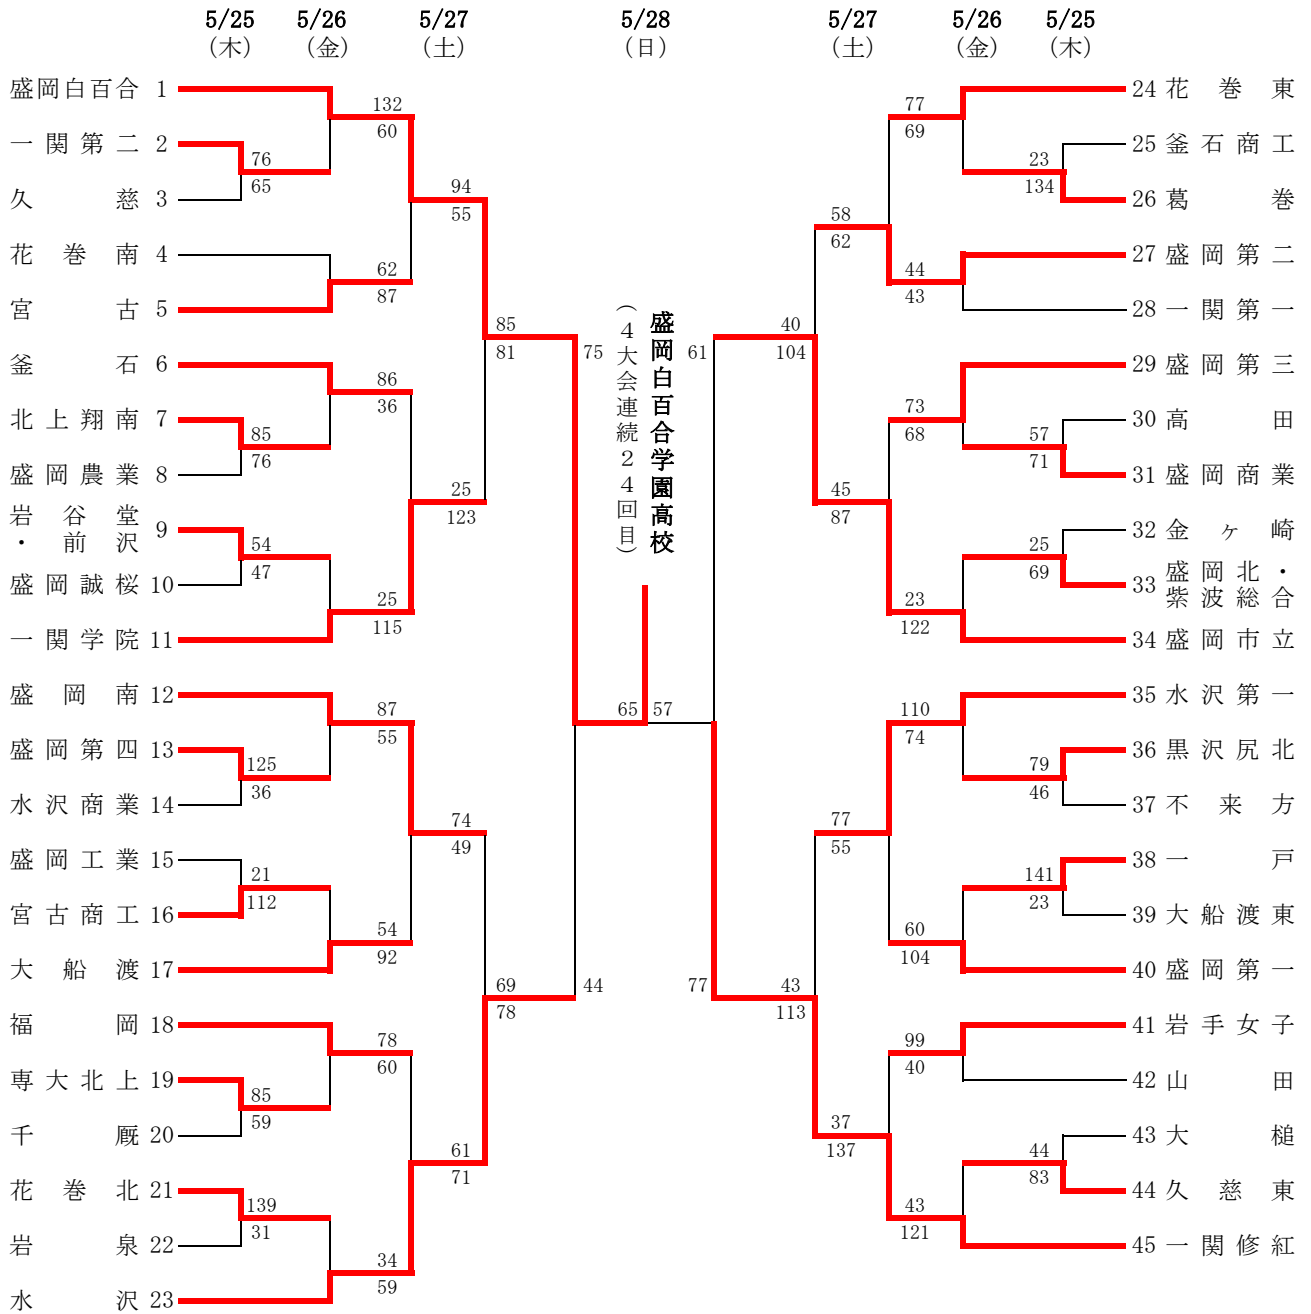 5/25 5/26 5/27 5/28 5/27 5/26 5/25
(木) (金) (土) (日) (土) (金) (木)
盛岡白百合 1
一関第二 2
久慈 3
花巻南 4
宮古 5
釜石 6
北上翔南 7
盛岡農業 8
岩谷堂
・前沢 9
盛岡誠桜 10
一関学院 11
盛岡南 12
盛岡第四 13
水沢商業 14
盛岡工業 15
宮古商工 16
大船渡 17
福岡 18
専大北上 19
千厩 20
花巻北 21
岩泉 22
水沢 23
76
65
85
76
54
47
125
36
21
112
85
59
139
31
132
60
62
87
86
36
25
115
87
55
54
92
78
60
34
59
94
55
25
123
74
49
61
71
85
81
69
78
75
44
65 57
盛岡白百合学園高校
(4大会連続24回目)
61
77
40
104
43
113
58
62
45
87
77
55
37
137
77
69
44
43
73
68
23
122
110
74
60
104
99
40
43
121
23
134
57
71
25
69
79
46
141
23
44
83
24 花巻東
25 釜石商工
26 葛巻
27 盛岡第二
28 一関第一
29 盛岡第三
30 高田
31 盛岡商業
32 金ヶ崎
33 盛岡北・
紫波総合
34 盛岡市立
35 水沢第一
36 黒沢尻北
37 不来方
38 一戸
39 大船渡東
40 盛岡第一
41 岩手女子
42 山田
43 大槌
44 久慈東
45 一関修紅